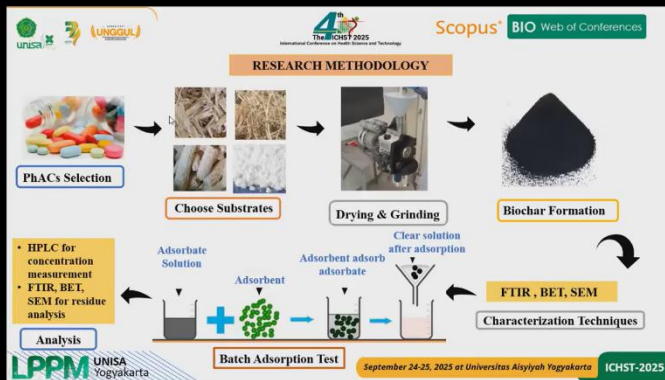 unisa
UNGGUL
4th
The ICHST 2025
International Conference on Health Science and Technology
Scopus
BIO Web of Conferences
RESEARCH METHODOLOGY
PhACs Selection
Choose Substrates
Drying & Grinding
Biochar Formation
• HPLC for
concentration
measurement
• FTIR, BET,
SEM for residue
analysis
Analysis
Adsorbate
Solution
Adsorbent
Adsorbent adsorb
adsorbate
Clear solution
after adsorption
Batch Adsorption Test
FTIR , BET, SEM
Characterization Techniques
LPPM UNISA
Yogyakarta
September 24-25, 2025 at Universitas Aisyiyah Yogyakarta
ICHST-2025